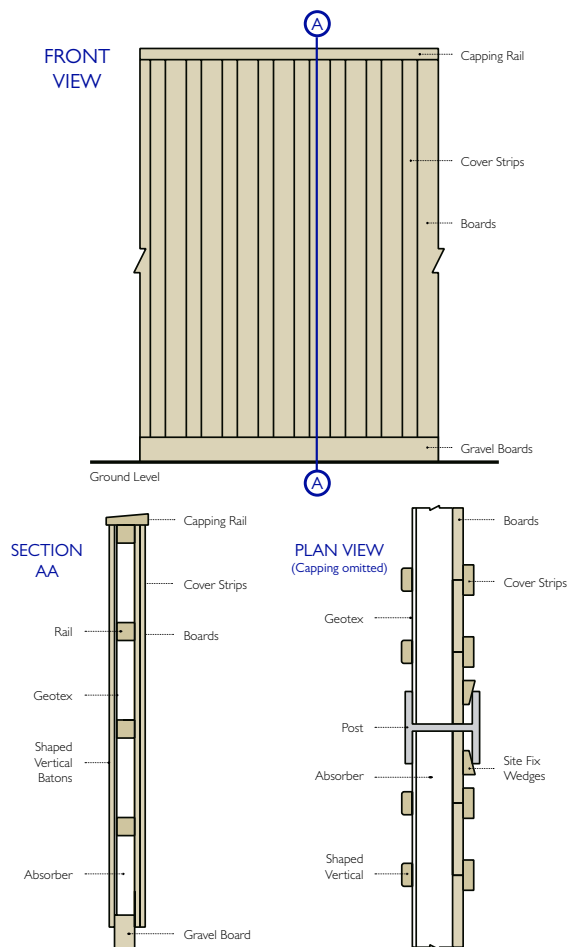 FRONT
VIEW
A
Capping Rail
Cover Strips
Boards
Gravel Boards
Ground Level
A
SECTION
AA
Capping Rail
Cover Strips
Rail
Boards
Geotex
Shaped
Vertical
Batons
Absorber
Gravel Board
PLAN VIEW
(Capping omitted)
Boards
Cover Strips
Geotex
Post
Site Fix
Wedges
Absorber
Shaped
Vertical